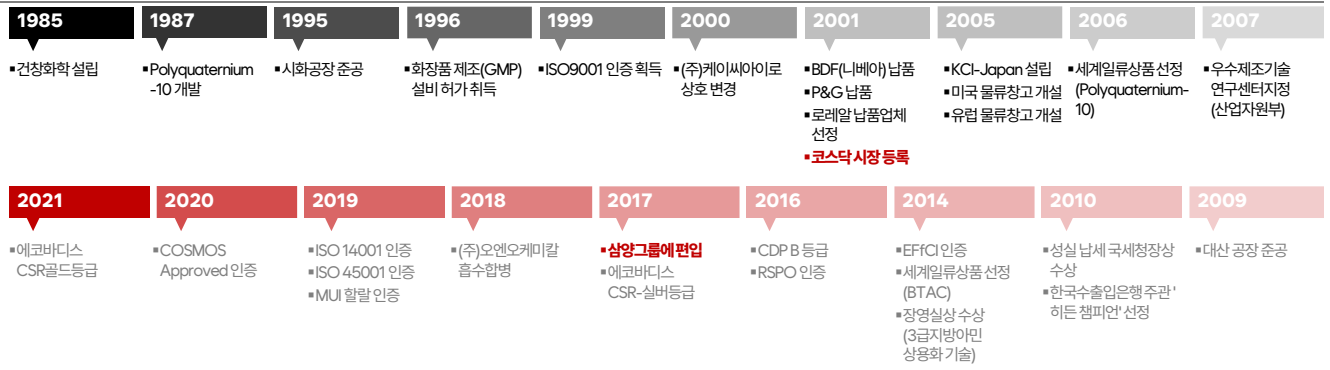 1985
▪건창화학 설립
1987
▪Polyquaternium
-10 개발
1995
▪시화공장 준공
1996
▪화장품 제조(GMP)
설비 허가 취득
1999
▪ISO9001 인증 획득
2000
▪(주)케이씨아이로
상호 변경
2001
▪BDF(니베아) 납품
▪P&G 납품
▪로레알 납품업체
선정
▪코스닥 시장 등록
2005
▪KCI-Japan 설립
▪미국 물류창고 개설
▪유럽 물류창고 개설
2006
▪세계일류상품 선정
(Polyquaternium-
10)
2007
▪우수제조기술
연구센터지정
(산업자원부)
2021
▪에코바디스
CSR골드등급
2020
▪COSMOS
Approved 인증
2019
▪ISO 14001 인증
▪ISO 45001 인증
▪MUI 할랄 인증
2018
▪(주)오엔오케미칼
흡수합병
2017
▪삼양그룹에 편입
▪에코바디스
CSR-실버등급
2016
▪CDP B 등급
▪RSPO 인증
2014
▪EFfCI 인증
▪세계일류상품 선정
(BTAC)
▪장영실상 수상
(3급지방아민
상용화 기술)
2010
▪성실 납세 국세청장상
수상
▪한국수출입은행 주관 '
히든 챔피언' 선정
2009
▪대산 공장 준공